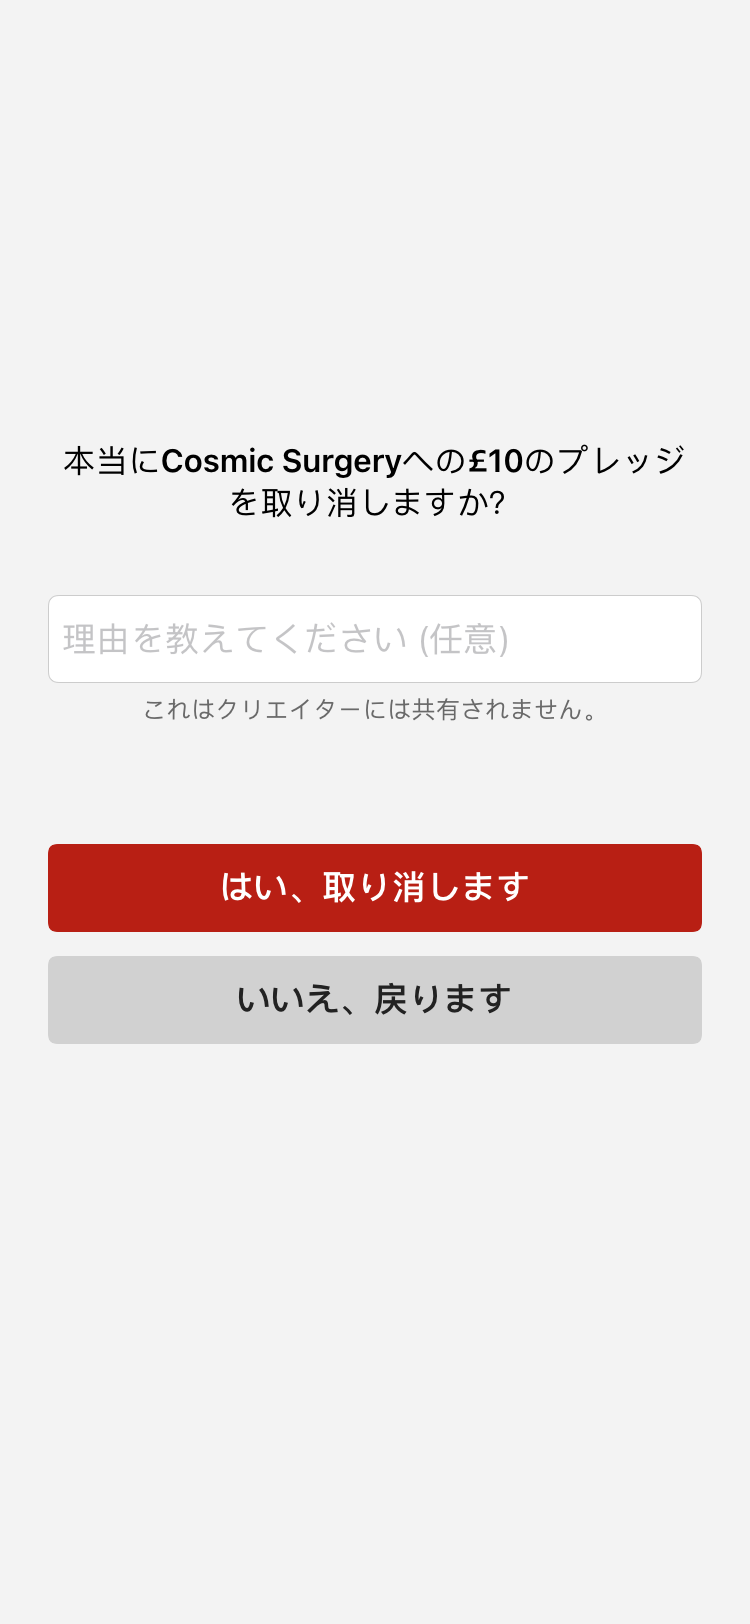 本当にCosmic Surgeryへの£10のプレッジ
を取り消しますか?
理由を教えてください (任意)
これはクリエイターには共有されません。
はい、取り消します
いいえ、戻ります